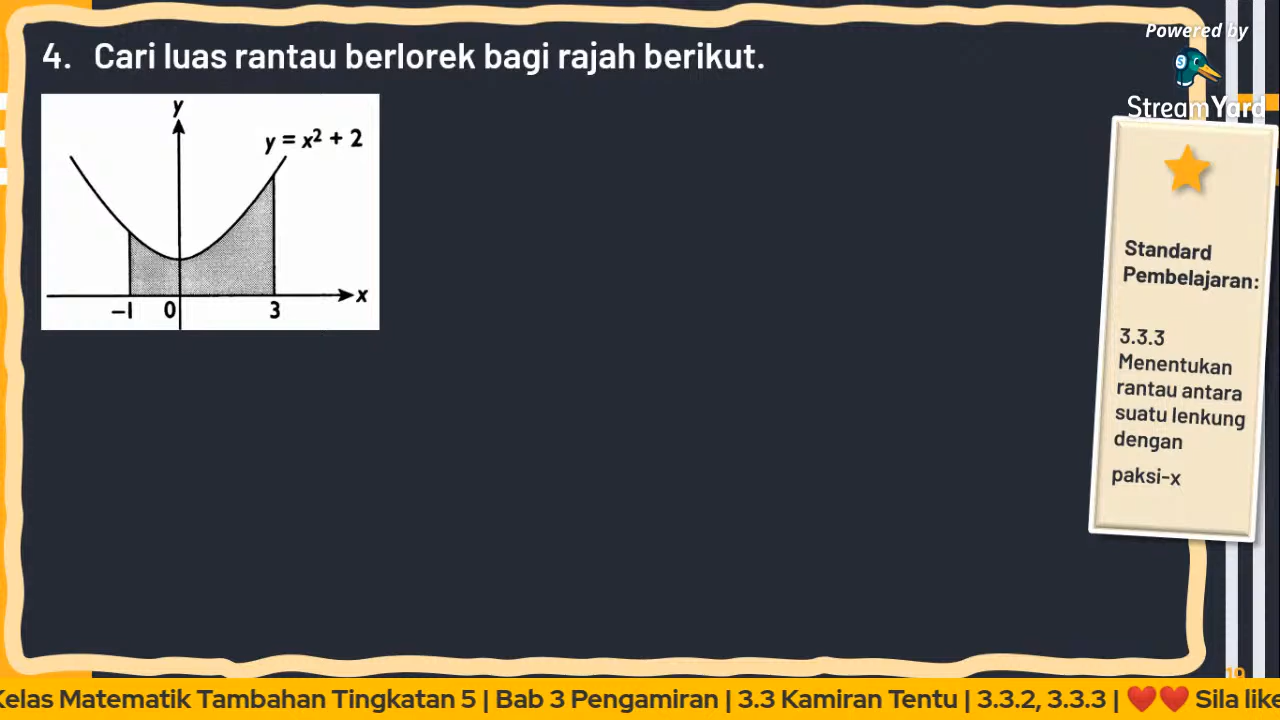 4. Cari luas rantau berlorek bagi rajah berikut.
y
y = x² + 2
-1 0 3 x
Powered by
StreamYard
Standard
Pembelajaran:
3.3.3
Menentukan
rantau antara
suatu lenkung
dengan
paksi-x
19
Kelas Matematik Tambahan Tingkatan 5 | Bab 3 Pengamiran | 3.3 Kamiran Tentu | 3.3.2, 3.3.3 | ❤️❤️ Sila like